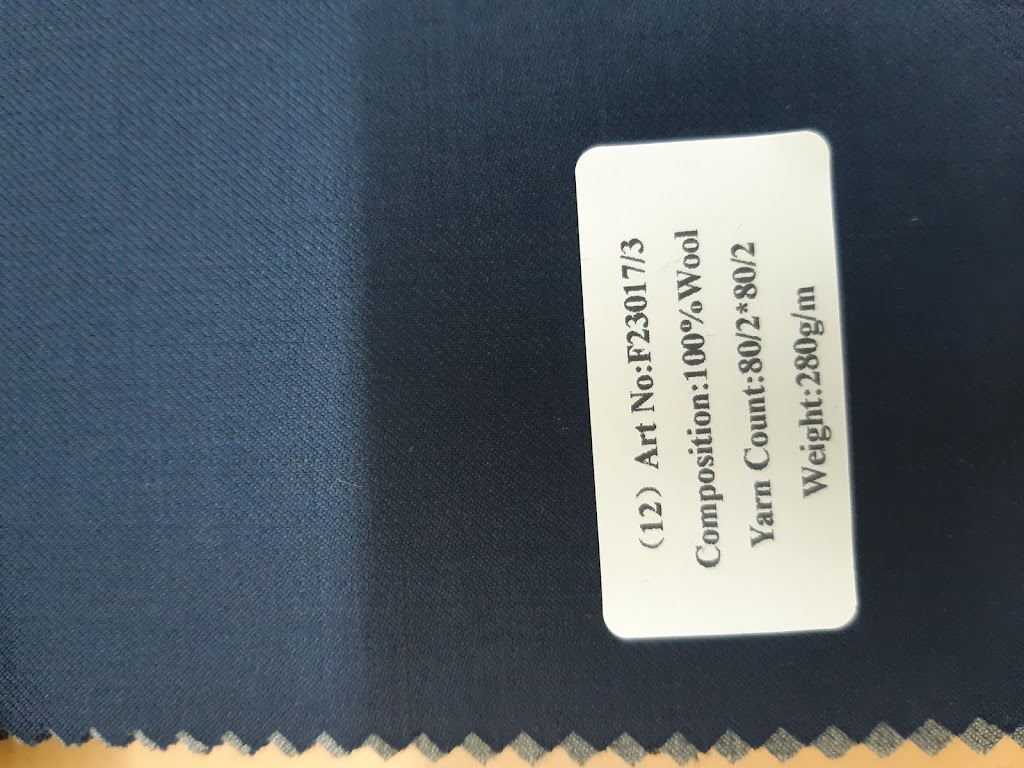 (12) Art No:F23017/3
Composition:100%Wool
Yarn Count:80/2*80/2
Weight:280g/m